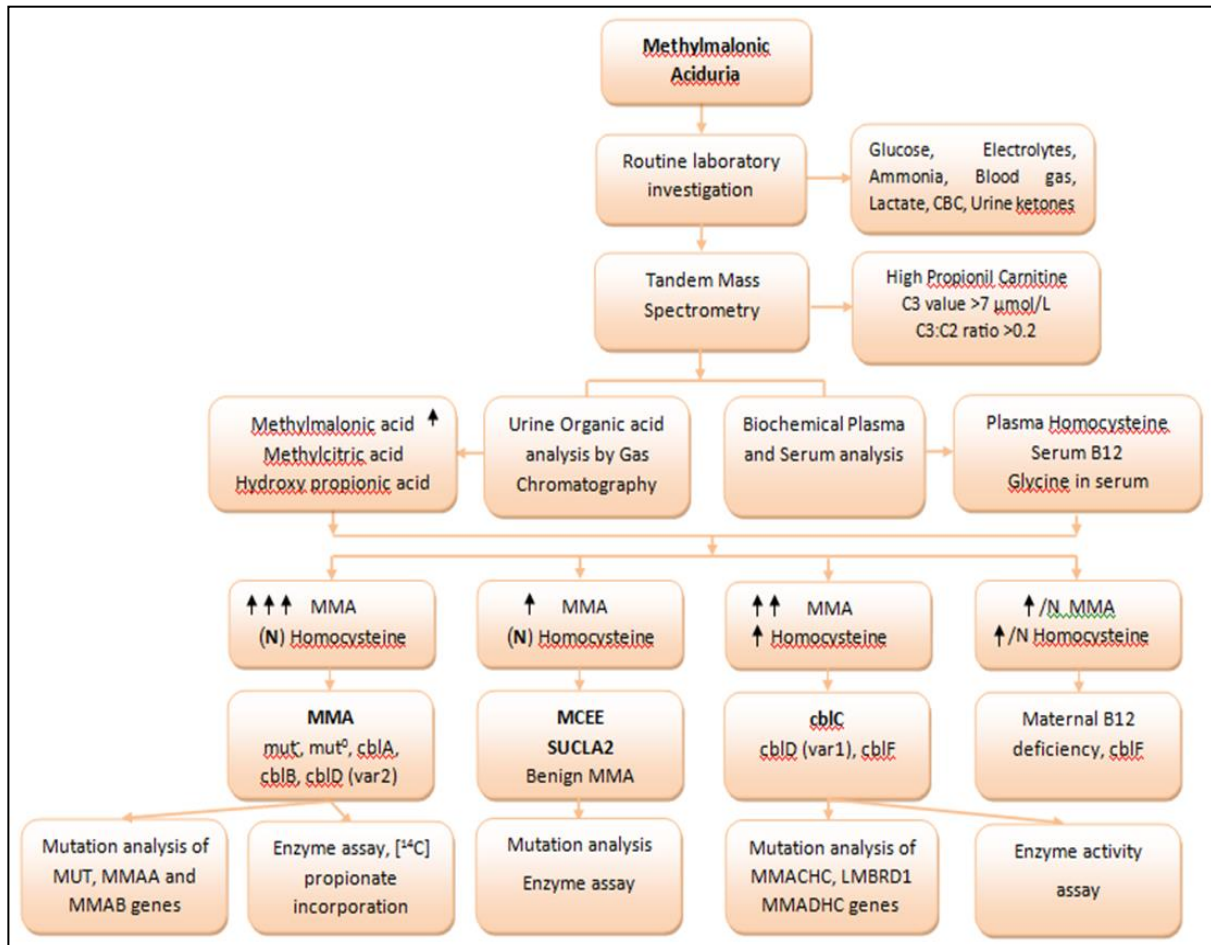 Methylmalonic
Aciduria
Routine laboratory
investigation
Glucose, Electrolytes,
Ammonia, Blood gas,
Lactate, CBC, Urine ketones
Tandem Mass
Spectrometry
High Propionil Carnitine
C3 value >7 µmol/L
C3:C2 ratio >0.2
Methylmalonic acid ↑
Methylcitric acid
Hydroxy propionic acid
Urine Organic acid
analysis by Gas
Chromatography
Biochemical Plasma
and Serum analysis
Plasma Homocysteine
Serum B12
Glycine in serum
↑↑↑ MMA
(N) Homocysteine
↑ MMA
(N) Homocysteine
↑↑ MMA
↑ Homocysteine
↑/N MMA
↑/N Homocysteine
MMA
mut⁻, mut⁰, cblA,
cblB, cblD (var2)
MCEE
SUCLA2
Benign MMA
cblC
cblD (var1), cblF
Maternal B12
deficiency, cblF
Mutation analysis of
MUT, MMAA and
MMAB genes
Enzyme assay, [¹⁴C]
propionate
incorporation
Mutation analysis
Enzyme assay
Mutation analysis of
MMACHC, LMBRD1
MMADHC genes
Enzyme activity
assay